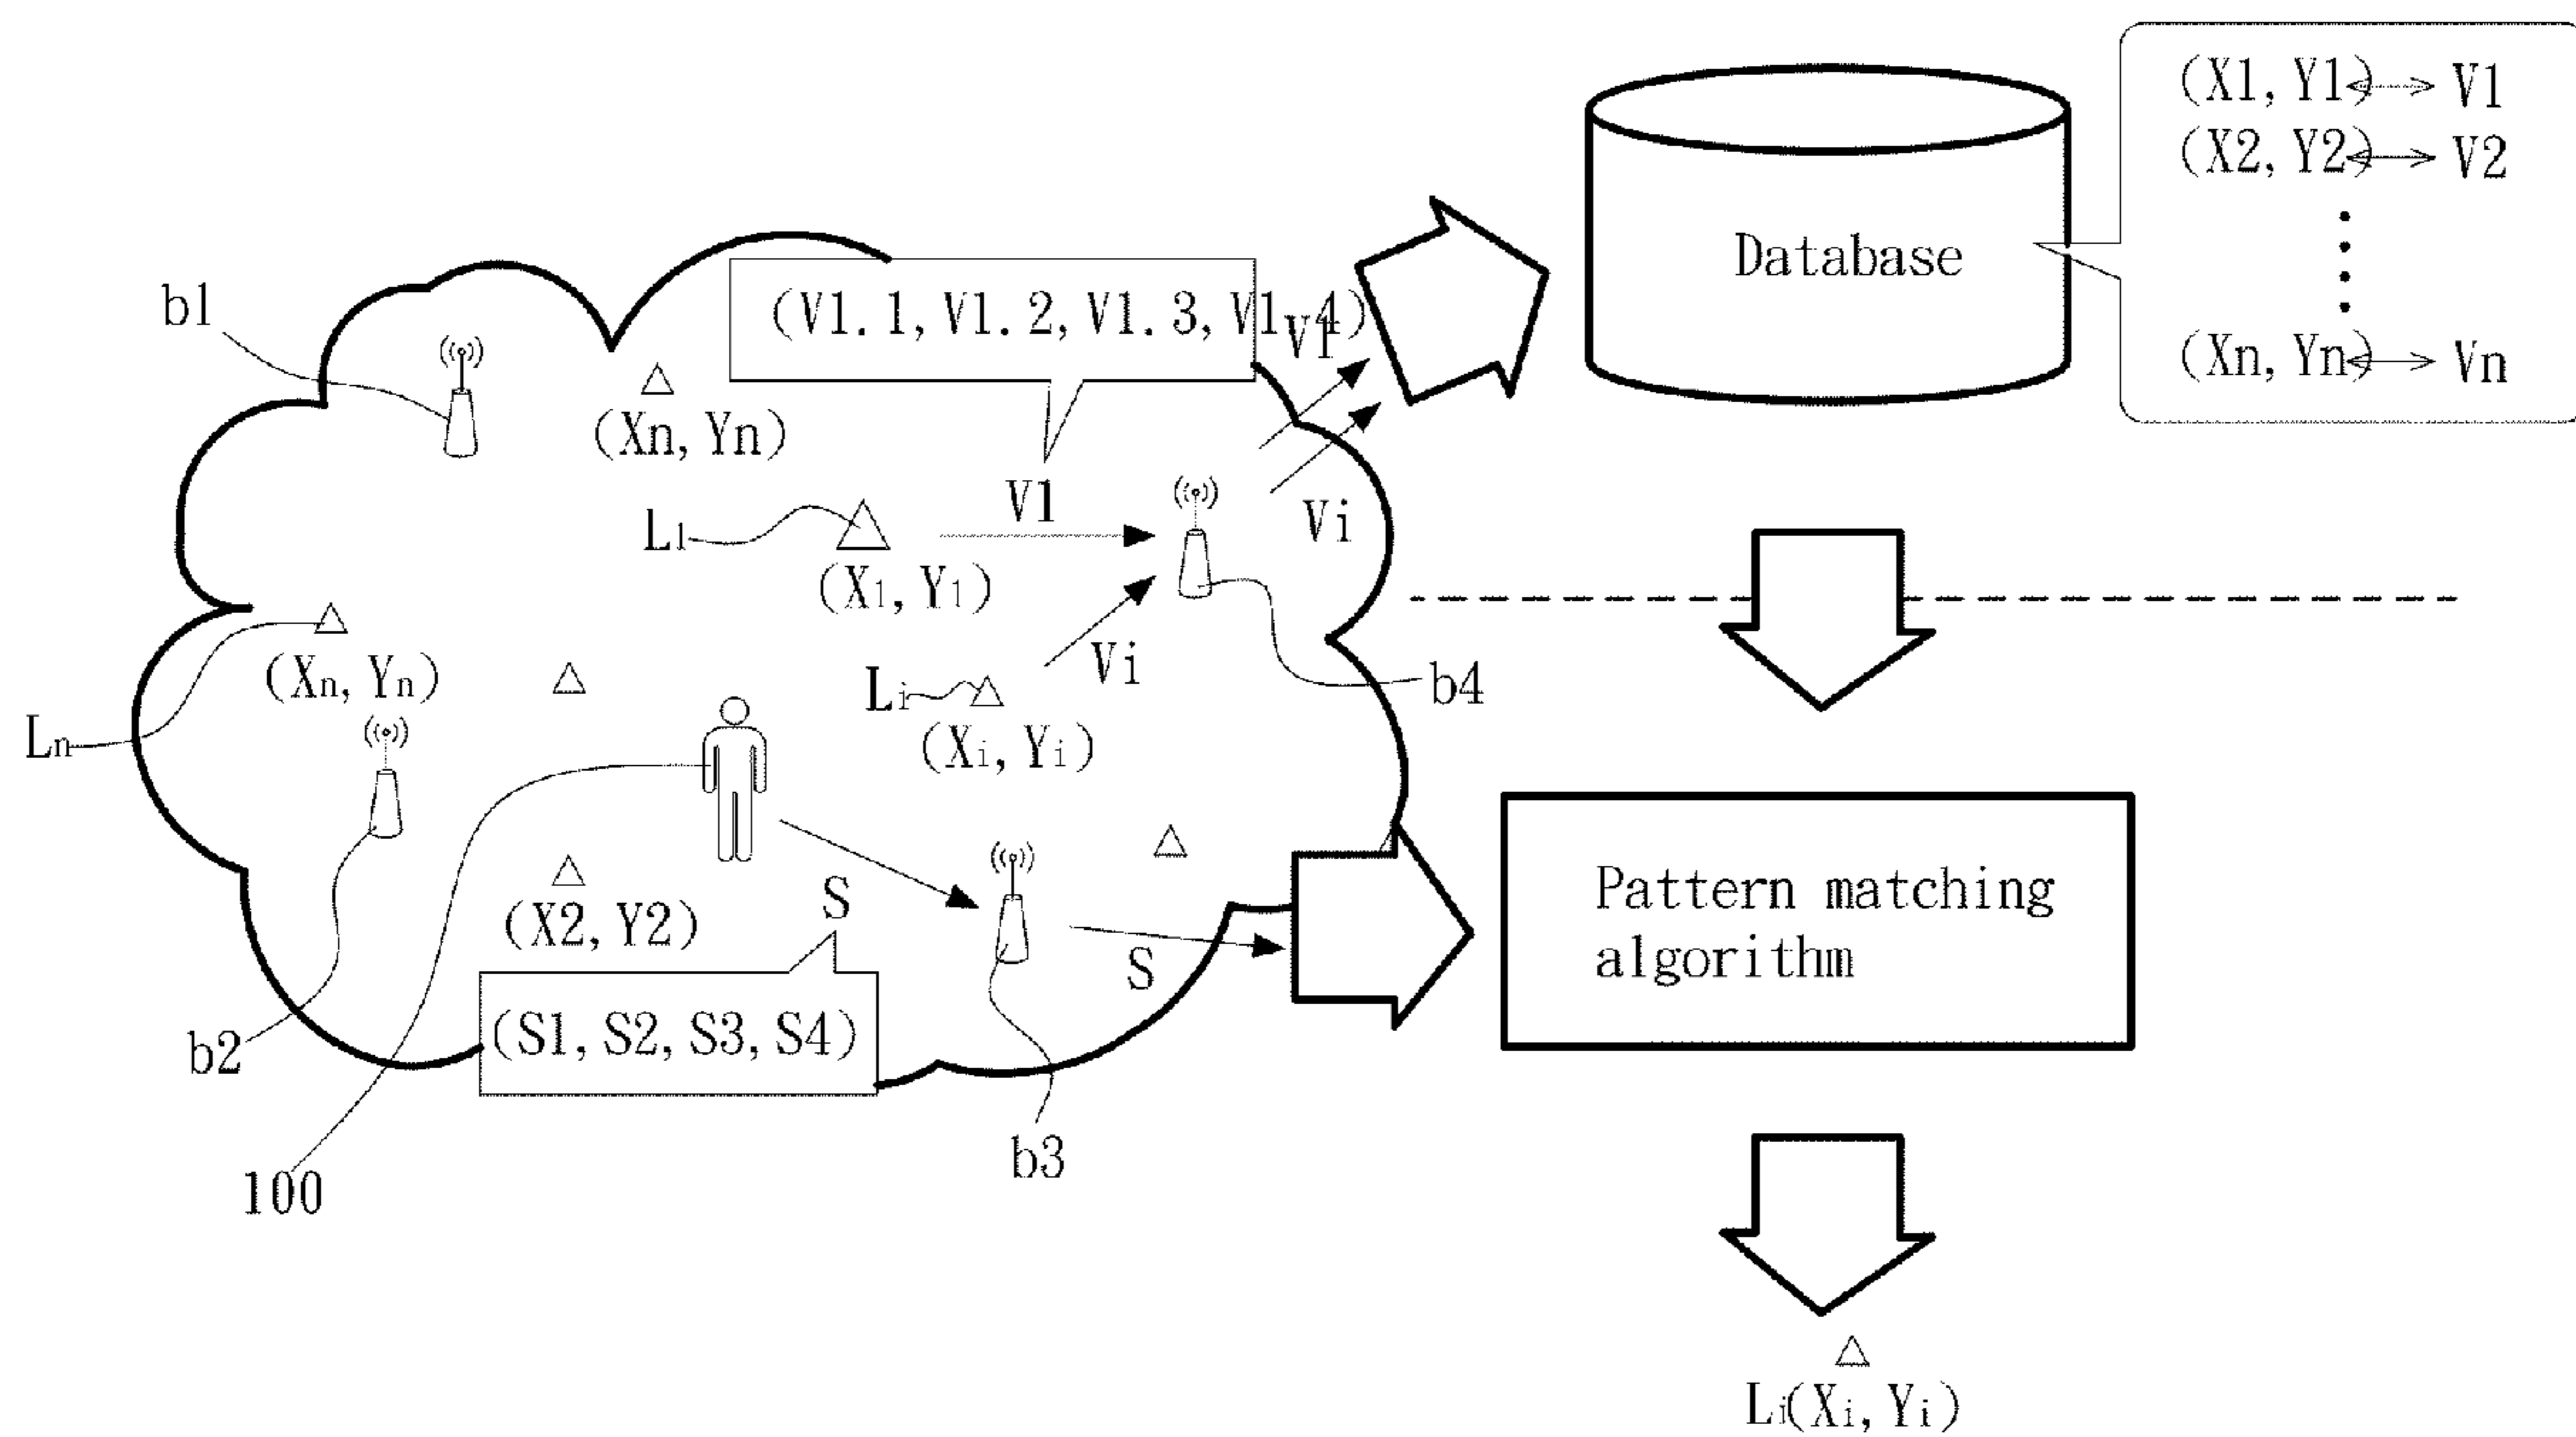 (X1, Y1) V1
(X2, Y2) V2
(Xn, Yn) Vn
Database
(V1.1, V1.2, V1.3, V1.4)
V1
b1
(Xn, Yn)
V1
Vi
L1
(X1, Y1)
Vi
b4
Li
(Xi, Yi)
(Xn, Yn)
Ln
S
(X2, Y2)
S
Pattern matching
algorithm
(S1, S2, S3, S4)
b2
b3
100
Li(Xi, Yi)